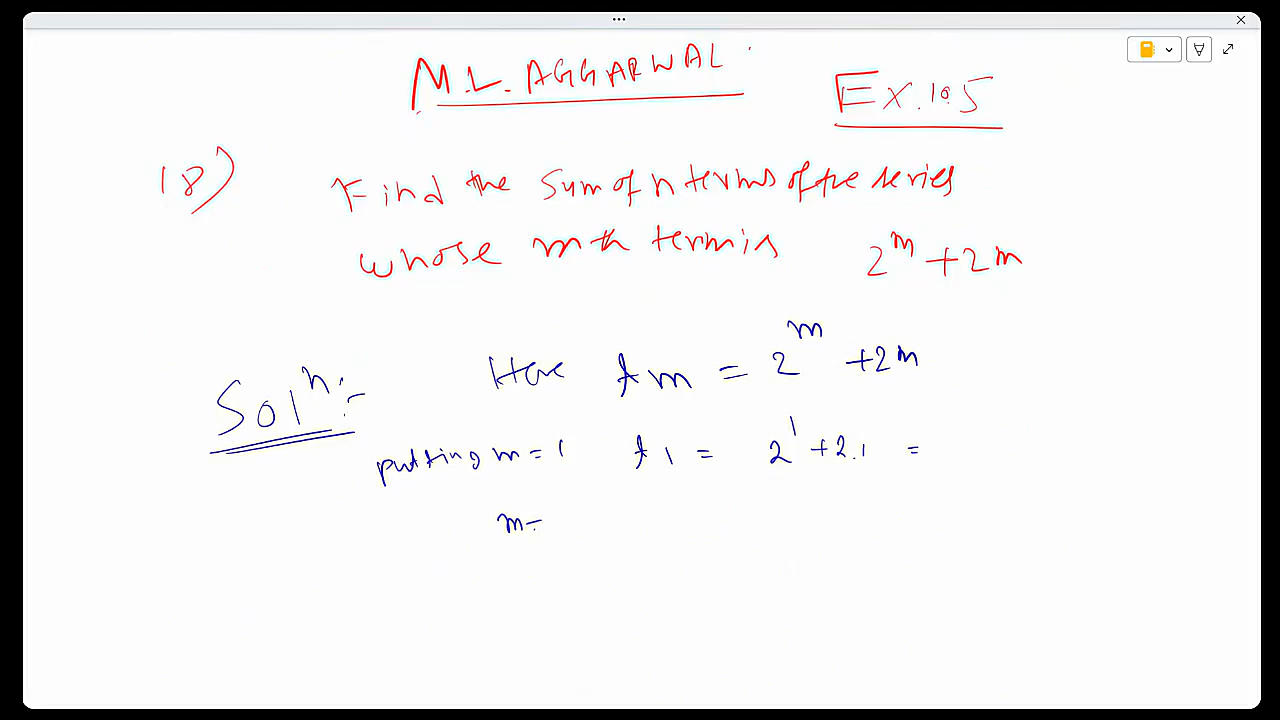 M.L. AGGARWAL Ex.10.5
18) Find the sum of n terms of the series
whose mth term is 2^m + 2m
Solⁿ:- Here tm = 2^m + 2m
putting m = 1 t1 = 2^1 + 2.1 =
m=